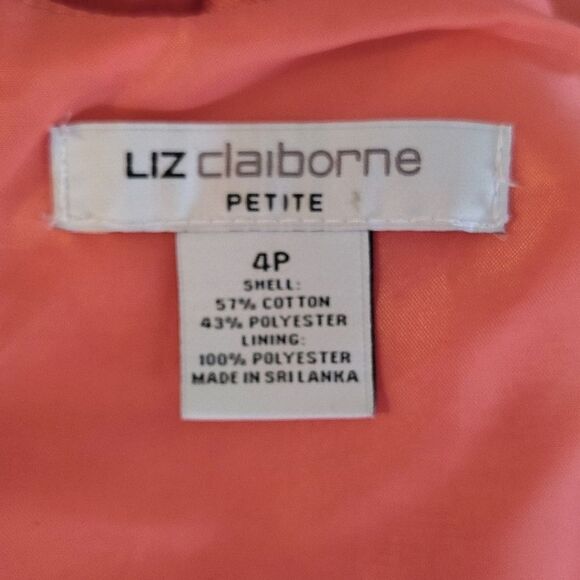 LIZ claiborne
PETITE
4P
SHELL:
57% COTTON
43% POLYESTER
LINING:
100% POLYESTER
MADE IN SRI LANKA